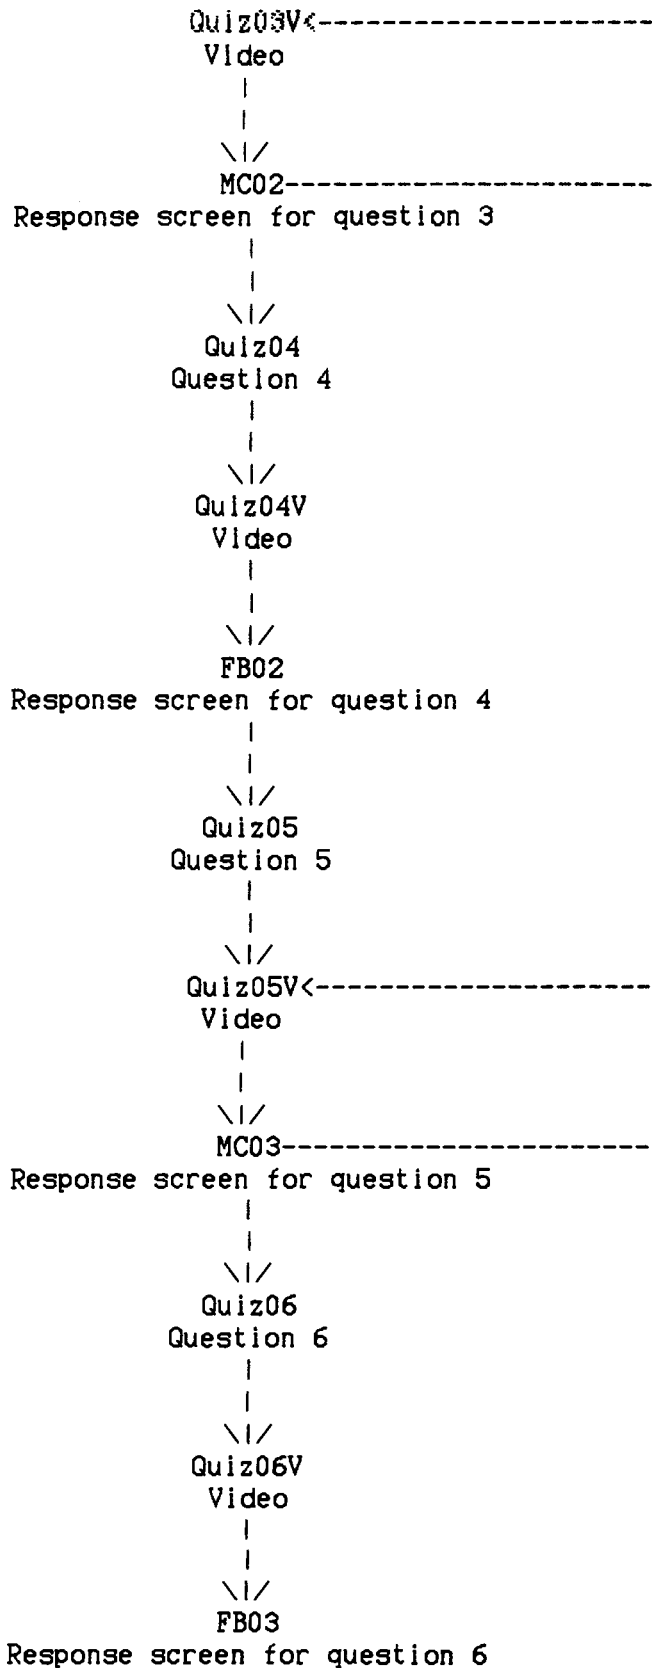 Quiz03V<---------------------
Video
|
|
\|/
MC02-----------------------
Response screen for question 3
|
|
\|/
Quiz04
Question 4
|
|
\|/
Quiz04V
Video
|
|
\|/
FB02
Response screen for question 4
|
|
\|/
Quiz05
Question 5
|
|
\|/
Quiz05V<---------------------
Video
|
|
\|/
MC03-----------------------
Response screen for question 5
|
|
\|/
Quiz06
Question 6
|
|
\|/
Quiz06V
Video
|
|
\|/
FB03
Response screen for question 6